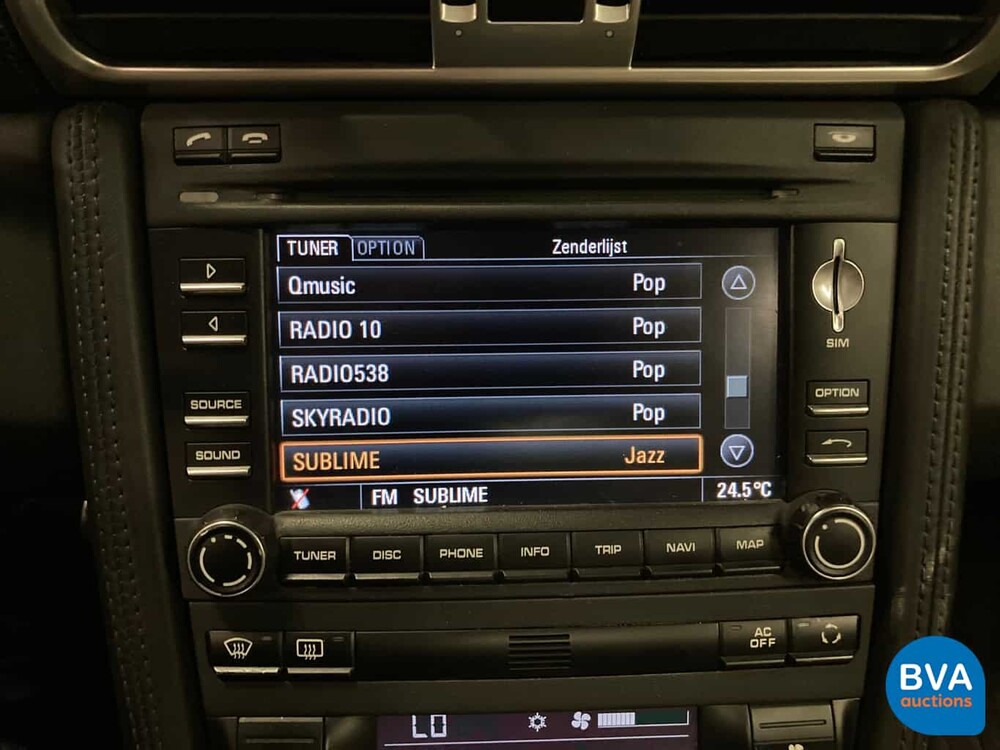 TUNER OPTION Zenderlijst
Qmusic Pop
RADIO 10 Pop
RADIO538 Pop
SKYRADIO Pop
SUBLIME Jazz
FM SUBLIME 24.5°C
SOURCE
SOUND
SIM
OPTION
TUNER DISC PHONE INFO TRIP NAVI MAP
AC
OFF
LO
BVA
auctions